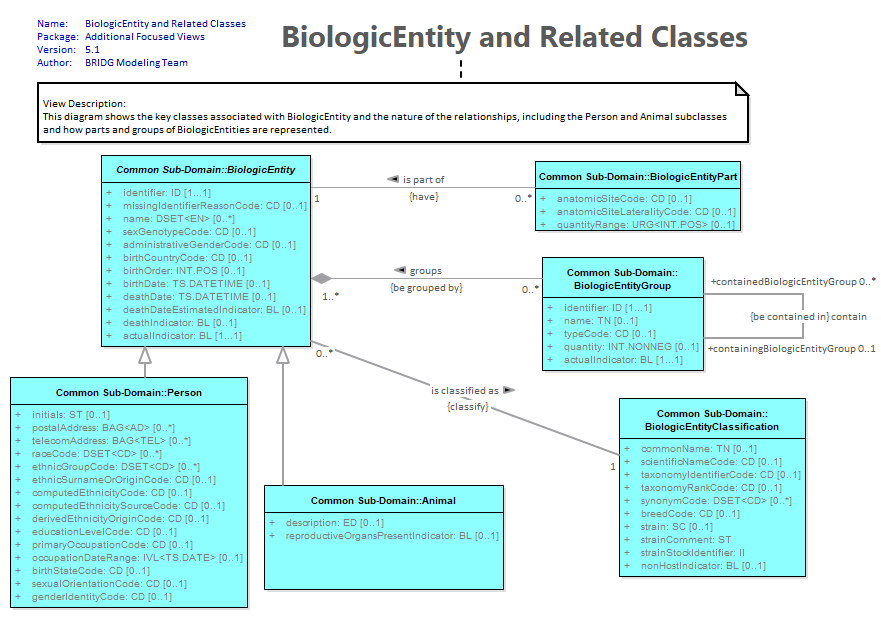 Name: BiologicEntity and Related Classes
Package: Additional Focused Views
Version: 5.1
Author: BRIDG Modeling Team
BiologicEntity and Related Classes
View Description:
This diagram shows the key classes associated with BiologicEntity and the nature of the relationships, including the Person and Animal subclasses
and how parts and groups of BiologicEntities are represented.
Common Sub-Domain::BiologicEntity
+ identifier: ID [1...1]
+ missingIdentifierReasonCode: CD [0..1]
+ name: DSET<EN> [0..*]
+ sexGenotypeCode: CD [0..1]
+ administrativeGenderCode: CD [0..1]
+ birthCountryCode: CD [0..1]
+ birthOrder: INT.POS [0..1]
+ birthDate: TS.DATETIME [0..1]
+ deathDate: TS.DATETIME [0..1]
+ deathDateEstimatedIndicator: BL [0..1]
+ deathIndicator: BL [0..1]
+ actualIndicator: BL [1...1]
is part of
{have}
1
0..*
Common Sub-Domain::BiologicEntityPart
+ anatomicSiteCode: CD [0..1]
+ anatomicSiteLateralityCode: CD [0..1]
+ quantityRange: URG<INT.POS> [0..1]
groups
{be grouped by}
1..*
0..*
Common Sub-Domain::
BiologicEntityGroup
+ identifier: ID [1...1]
+ name: TN [0..1]
+ typeCode: CD [0..1]
+ quantity: INT.NONNEG [0..1]
+ actualIndicator: BL [1...1]
+containedBiologicEntityGroup 0..*
{be contained in} contain
+containingBiologicEntityGroup 0..1
0..*
is classified as
{classify}
1
Common Sub-Domain::
BiologicEntityClassification
+ commonName: TN [0..1]
+ scientificNameCode: CD [0..1]
+ taxonomyIdentifierCode: CD [0..1]
+ taxonomyRankCode: CD [0..1]
+ synonymCode: DSET<CD> [0..*]
+ breedCode: CD [0..1]
+ strain: SC [0..1]
+ strainComment: ST
+ strainStockIdentifier: II
+ nonHostIndicator: BL [0..1]
Common Sub-Domain::Person
+ initials: ST [0..1]
+ postalAddress: BAG<AD> [0..*]
+ telecomAddress: BAG<TEL> [0..*]
+ raceCode: DSET<CD> [0..*]
+ ethnicGroupCode: DSET<CD> [0..*]
+ ethnicSurnameOrOriginCode: CD [0..1]
+ computedEthnicityCode: CD [0..1]
+ computedEthnicitySourceCode: CD [0..1]
+ derivedEthnicityOriginCode: CD [0..1]
+ educationLevelCode: CD [0..1]
+ primaryOccupationCode: CD [0..1]
+ occupationDateRange: IVL<TS.DATE> [0..1]
+ birthStateCode: CD [0..1]
+ sexualOrientationCode: CD [0..1]
+ genderIdentityCode: CD [0..1]
Common Sub-Domain::Animal
+ description: ED [0..1]
+ reproductiveOrgansPresentIndicator: BL [0..1]